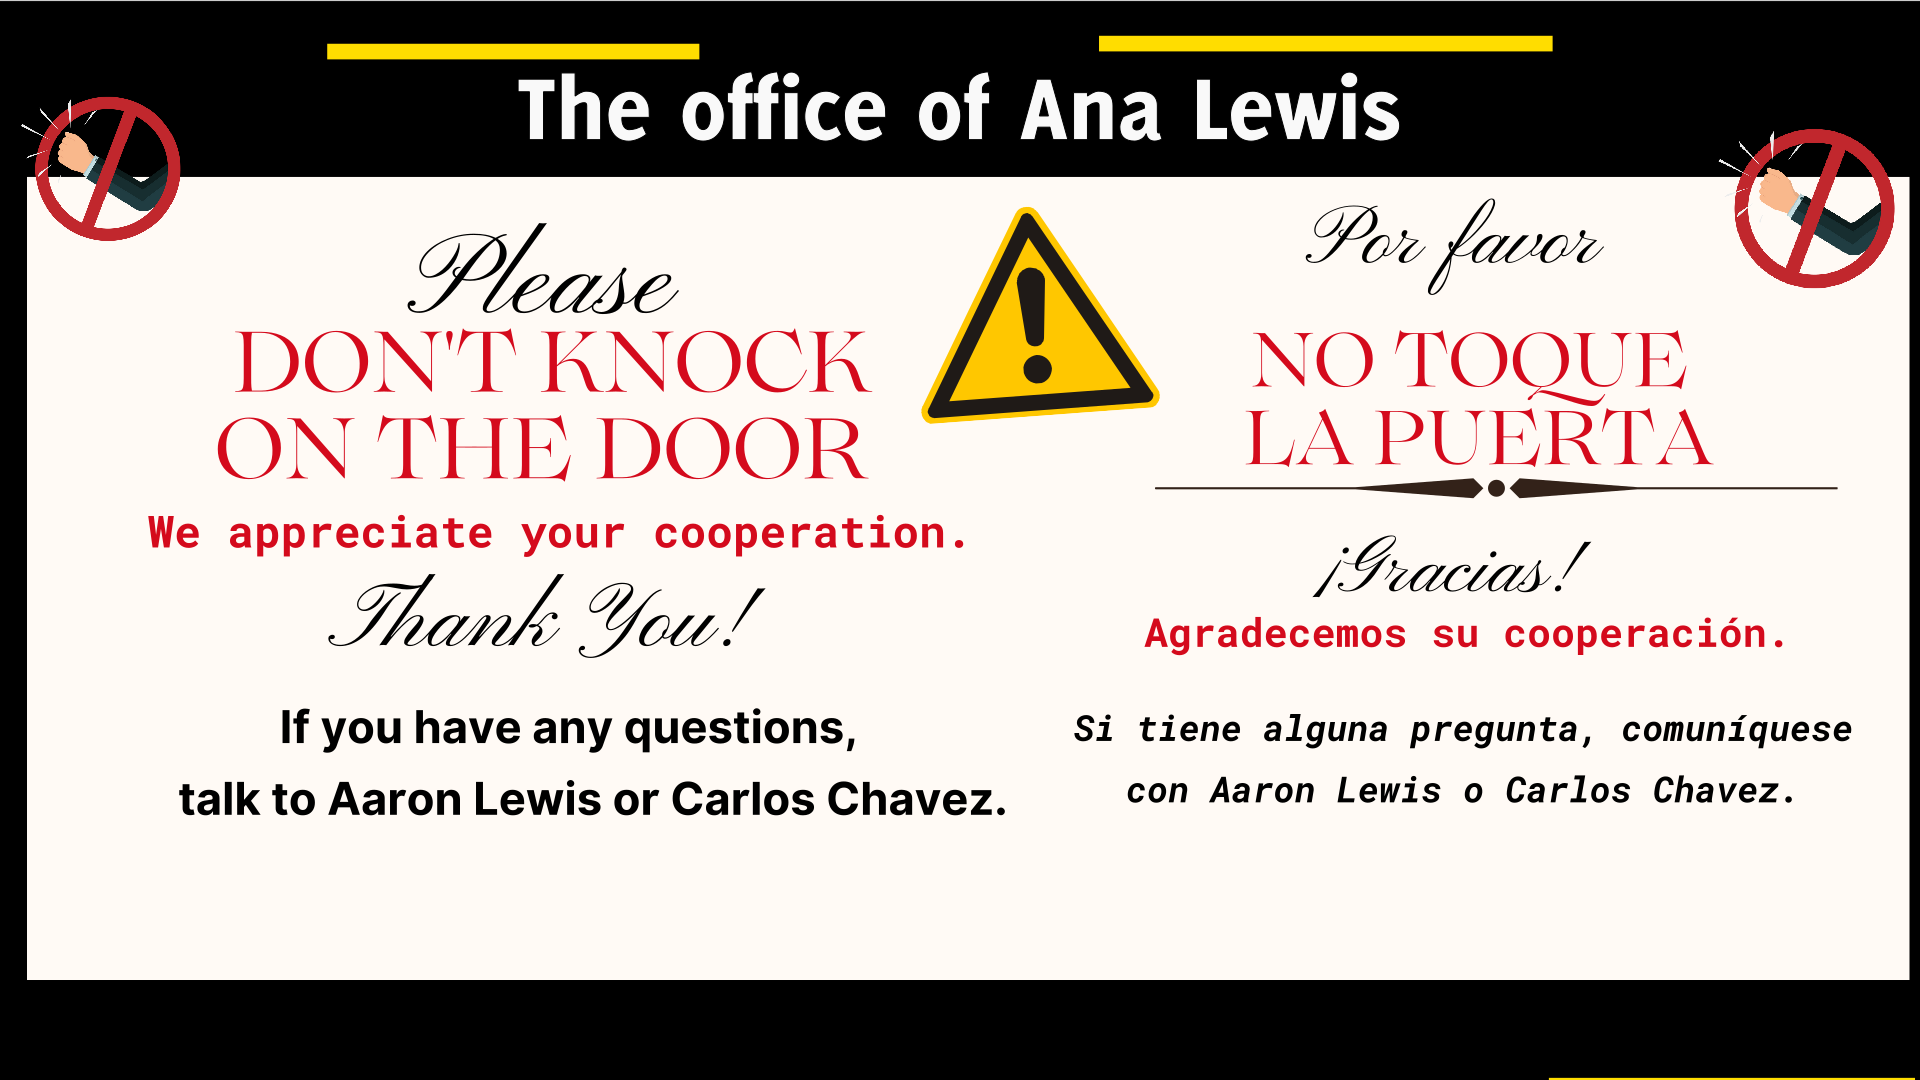 The office of Ana Lewis
Please
DON'T KNOCK
ON THE DOOR
We appreciate your cooperation.
Thank You!
If you have any questions,
talk to Aaron Lewis or Carlos Chavez.
Por favor
NO TOQUE
LA PUERTA
¡Gracias!
Agradecemos su cooperación.
Si tiene alguna pregunta, comuníquese
con Aaron Lewis o Carlos Chavez.